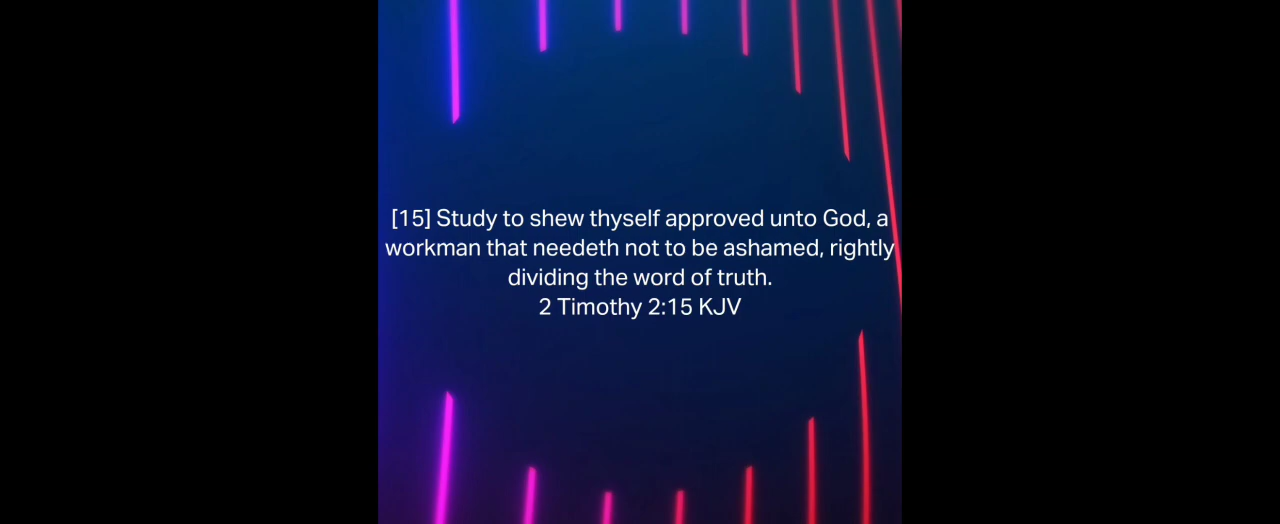 [15] Study to shew thyself approved unto God, a
workman that needeth not to be ashamed, rightly
dividing the word of truth.
2 Timothy 2:15 KJV